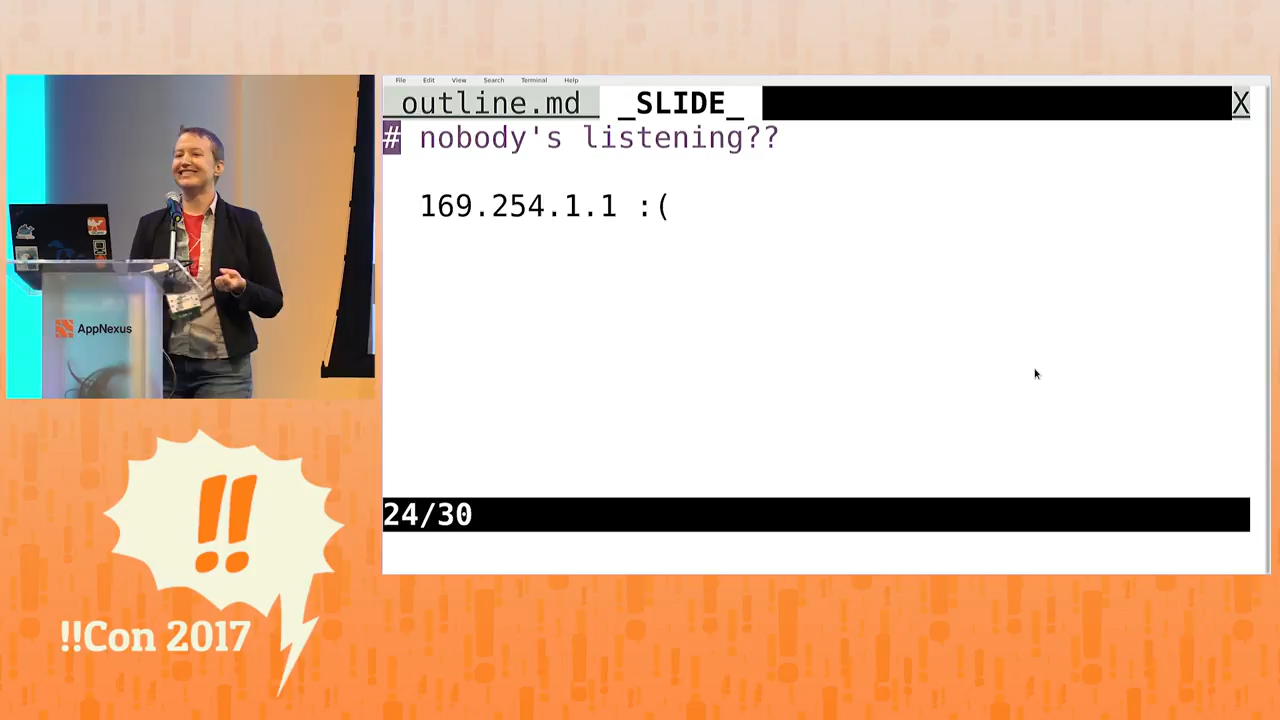 File Edit View Search Terminal Help
outline.md _SLIDE_ X
# nobody's listening??
169.254.1.1 :(
24/30
AppNexus
!!
!!Con 2017